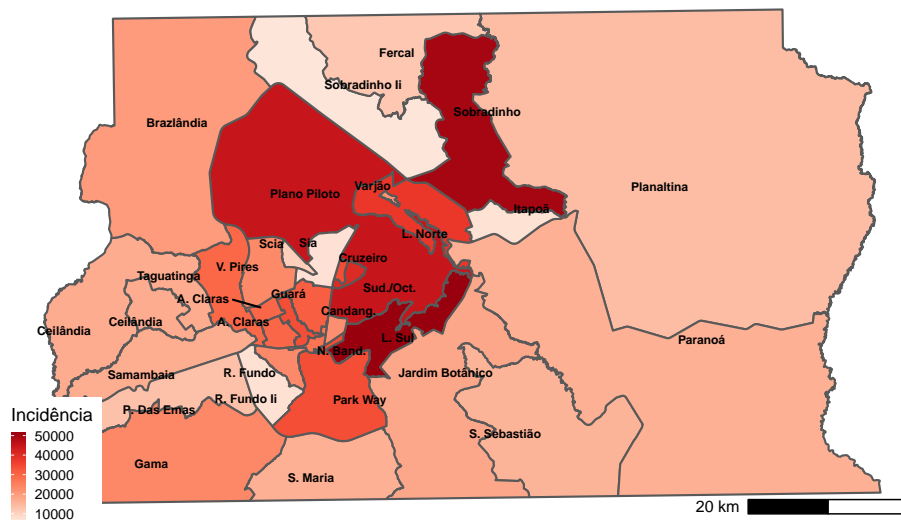 Fercal
Sobradinho Ii
Sobradinho
Brazlândia
Plano Piloto
Varjão
Planaltina
Itapoã
L. Norte
Scia
Sia
Cruzeiro
V. Pires
Taguatinga
Guará
Sud./Oct.
A. Claras
Candang.
Ceilândia
Ceilândia
A. Claras
L. Sul
Paranoá
N. Band.
Samambaia
R. Fundo
Jardim Botânico
R. Fundo Ii
Park Way
P. Das Emas
S. Sebastião
Gama
S. Maria
Incidência
50000
40000
30000
20000
10000
20 km